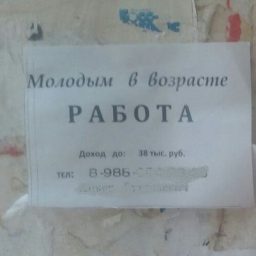 Молодым в возрасте
РАБОТА
Доход до: 38 тыс. руб.
тел: 8-986-